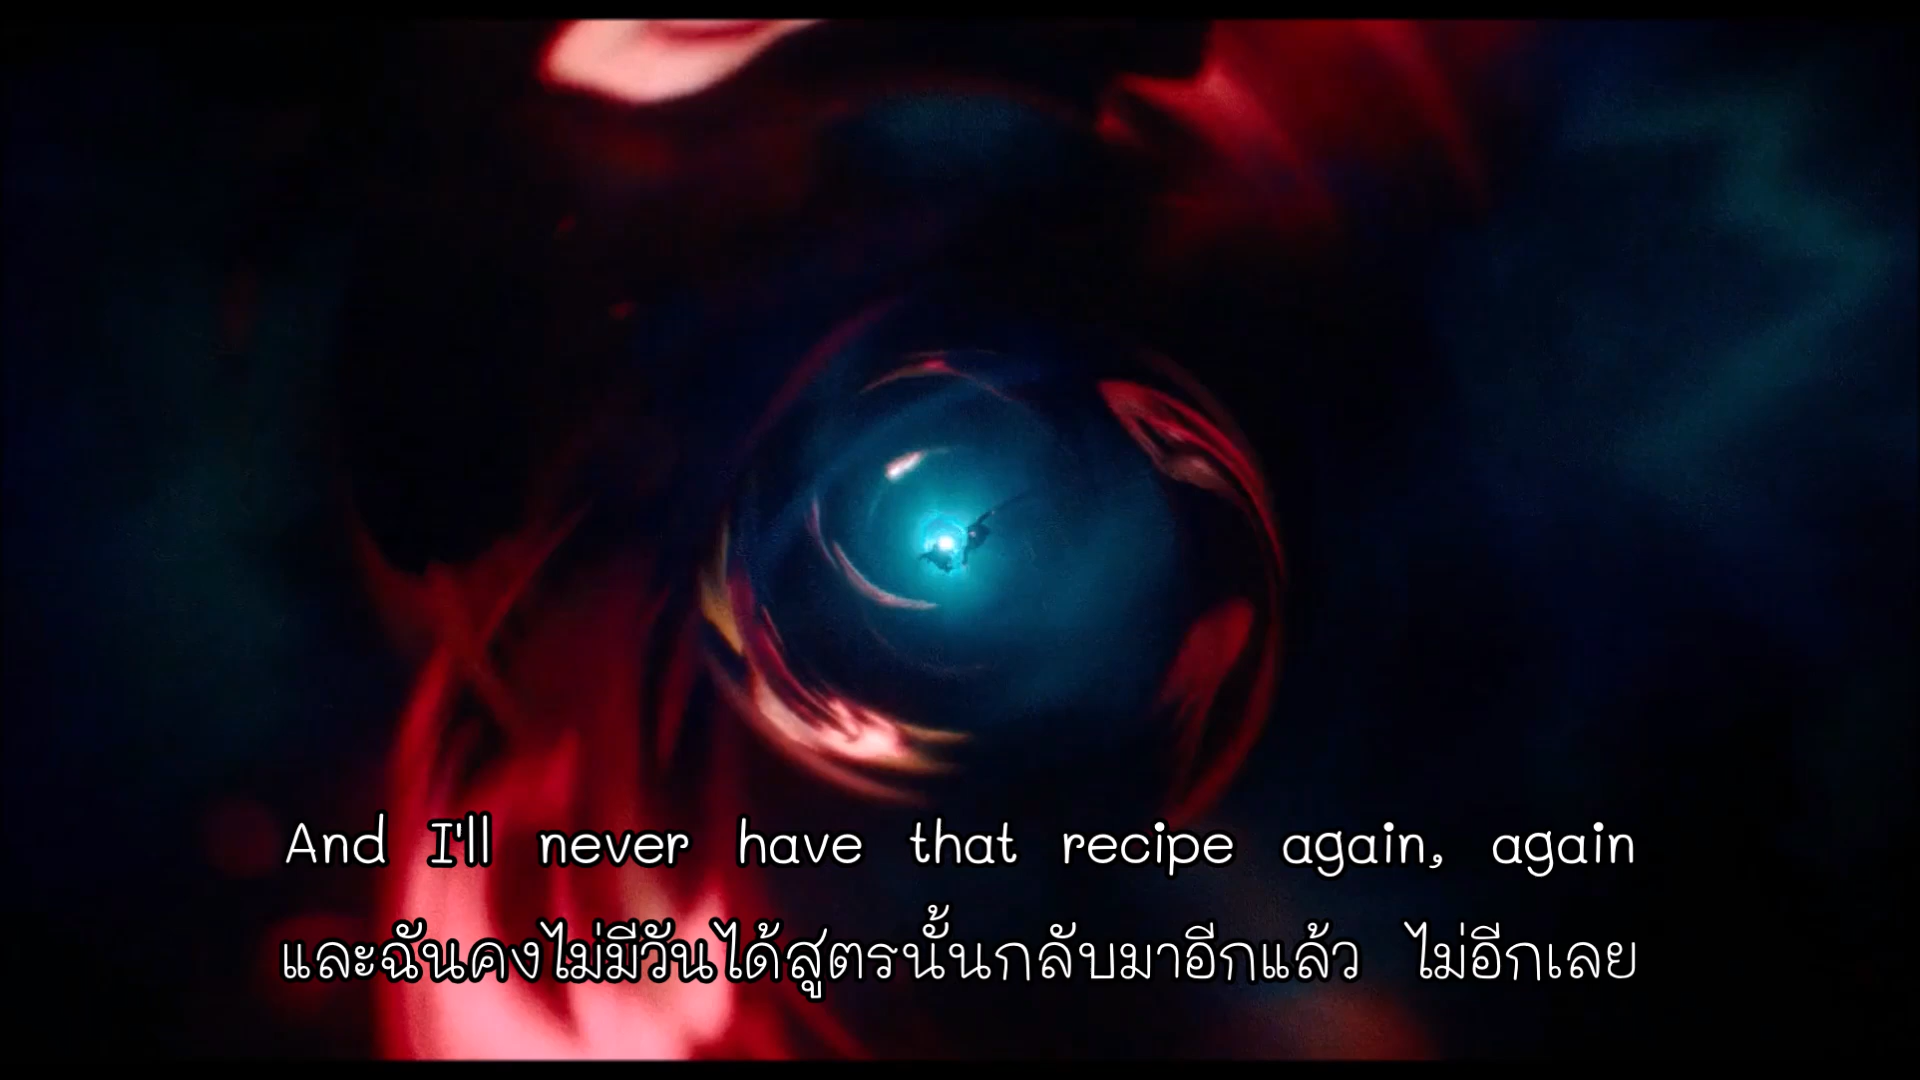 And I'll never have that recipe again, again
และฉันคงไม่มีวันได้สูตรนั้นกลับมาอีกแล้ว ไม่อีกเลย